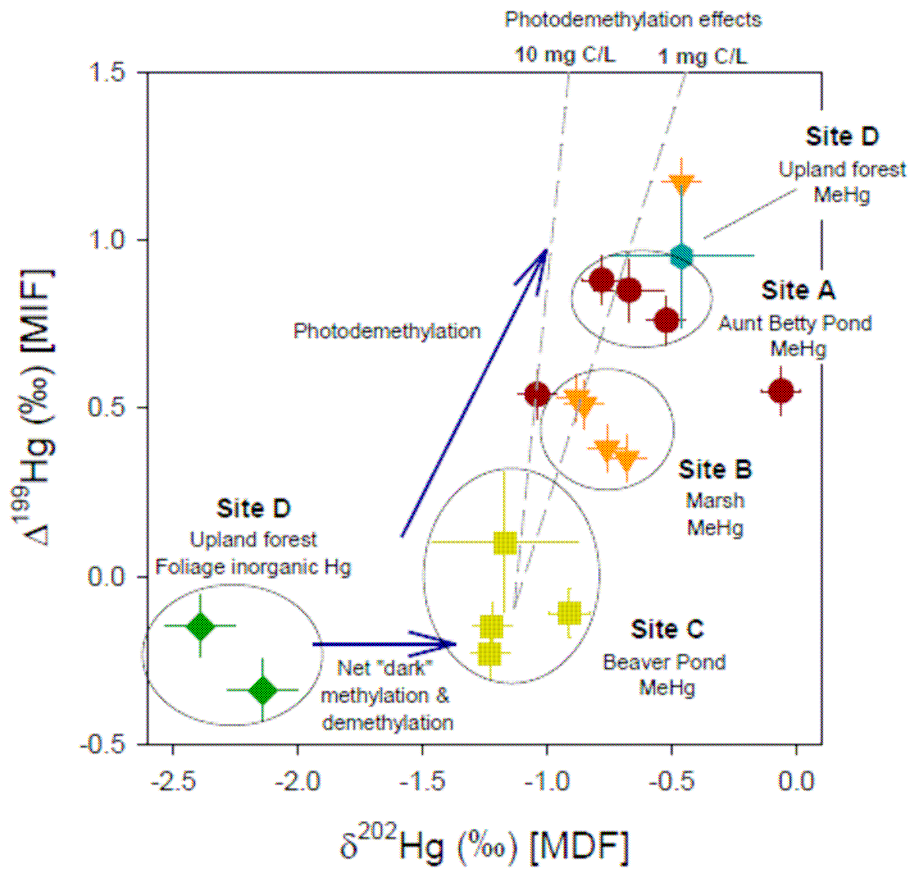 Photodemethylation effects
10 mg C/L 1 mg C/L
1.5
Site D
Upland forest
MeHg
1.0
Site A
Aunt Betty Pond
MeHg
Photodemethylation
0.5
Site B
Marsh
MeHg
Site D
Upland forest
Foliage inorganic Hg
0.0
Site C
Beaver Pond
MeHg
Net "dark"
methylation &
demethylation
-0.5
-2.5 -2.0 -1.5 -1.0 -0.5 0.0
Δ¹⁹⁹Hg (‰) [MIF]
δ²⁰²Hg (‰) [MDF]